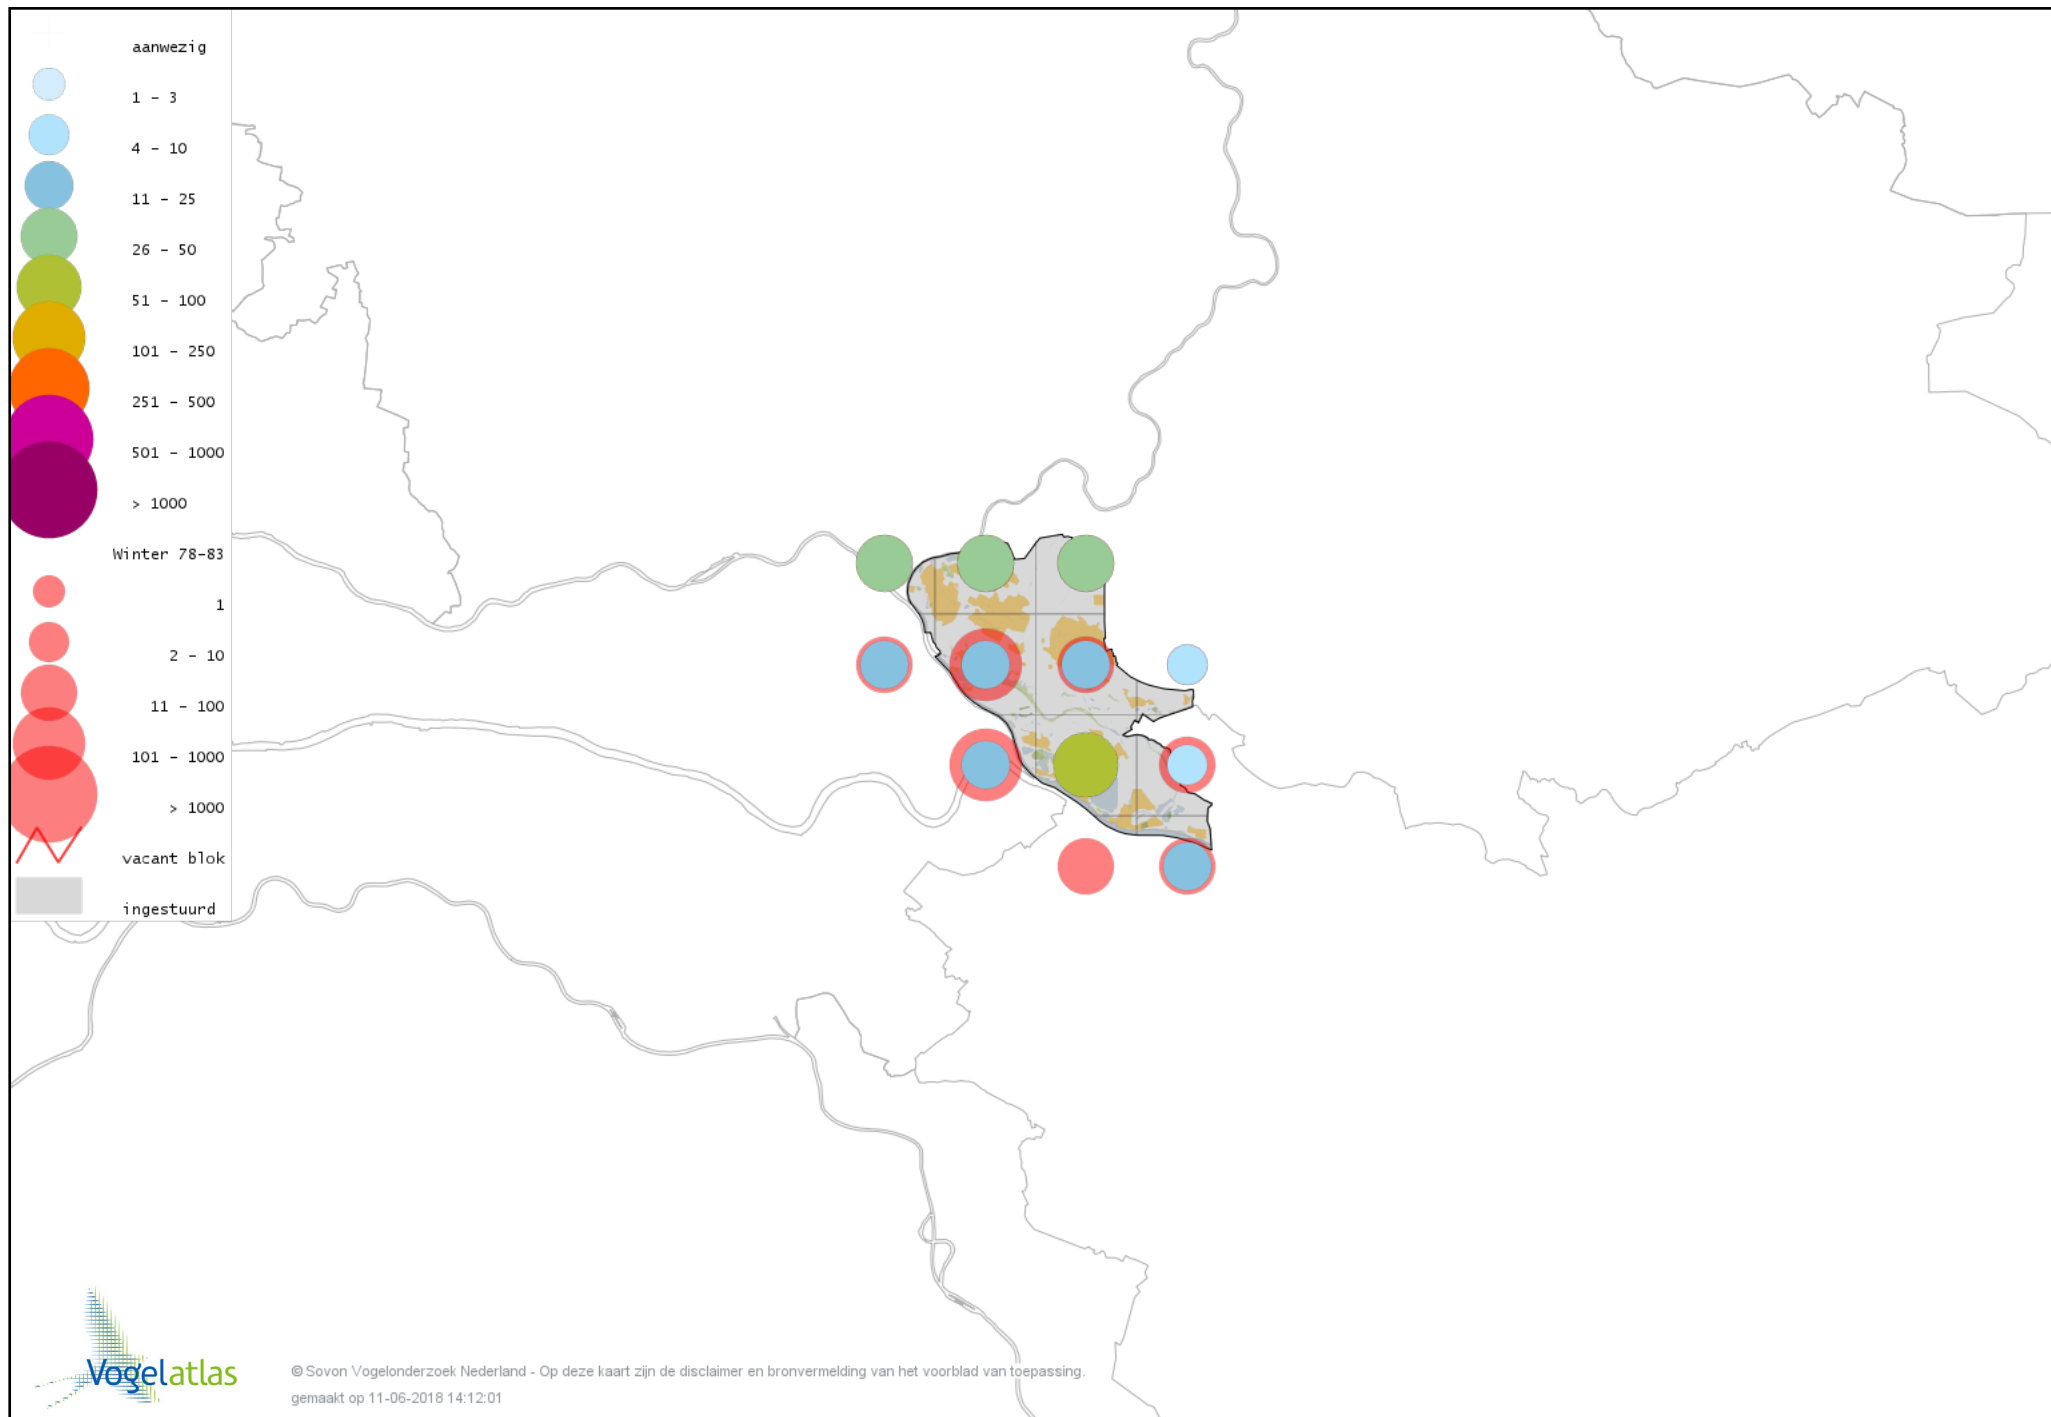 aanwezig
1 - 3
4 - 10
11 - 25
26 - 50
51 - 100
101 - 250
251 - 500
501 - 1000
> 1000
Winter 78-83
1
2 - 10
11 - 100
101 - 1000
> 1000
vacant blok
ingestuurd
Vogelatlas
© Sovon Vogelonderzoek Nederland - Op deze kaart zijn de disclaimer en bronvermelding van het voorblad van toepassing.
gemaakt op 11-06-2018 14:12:01